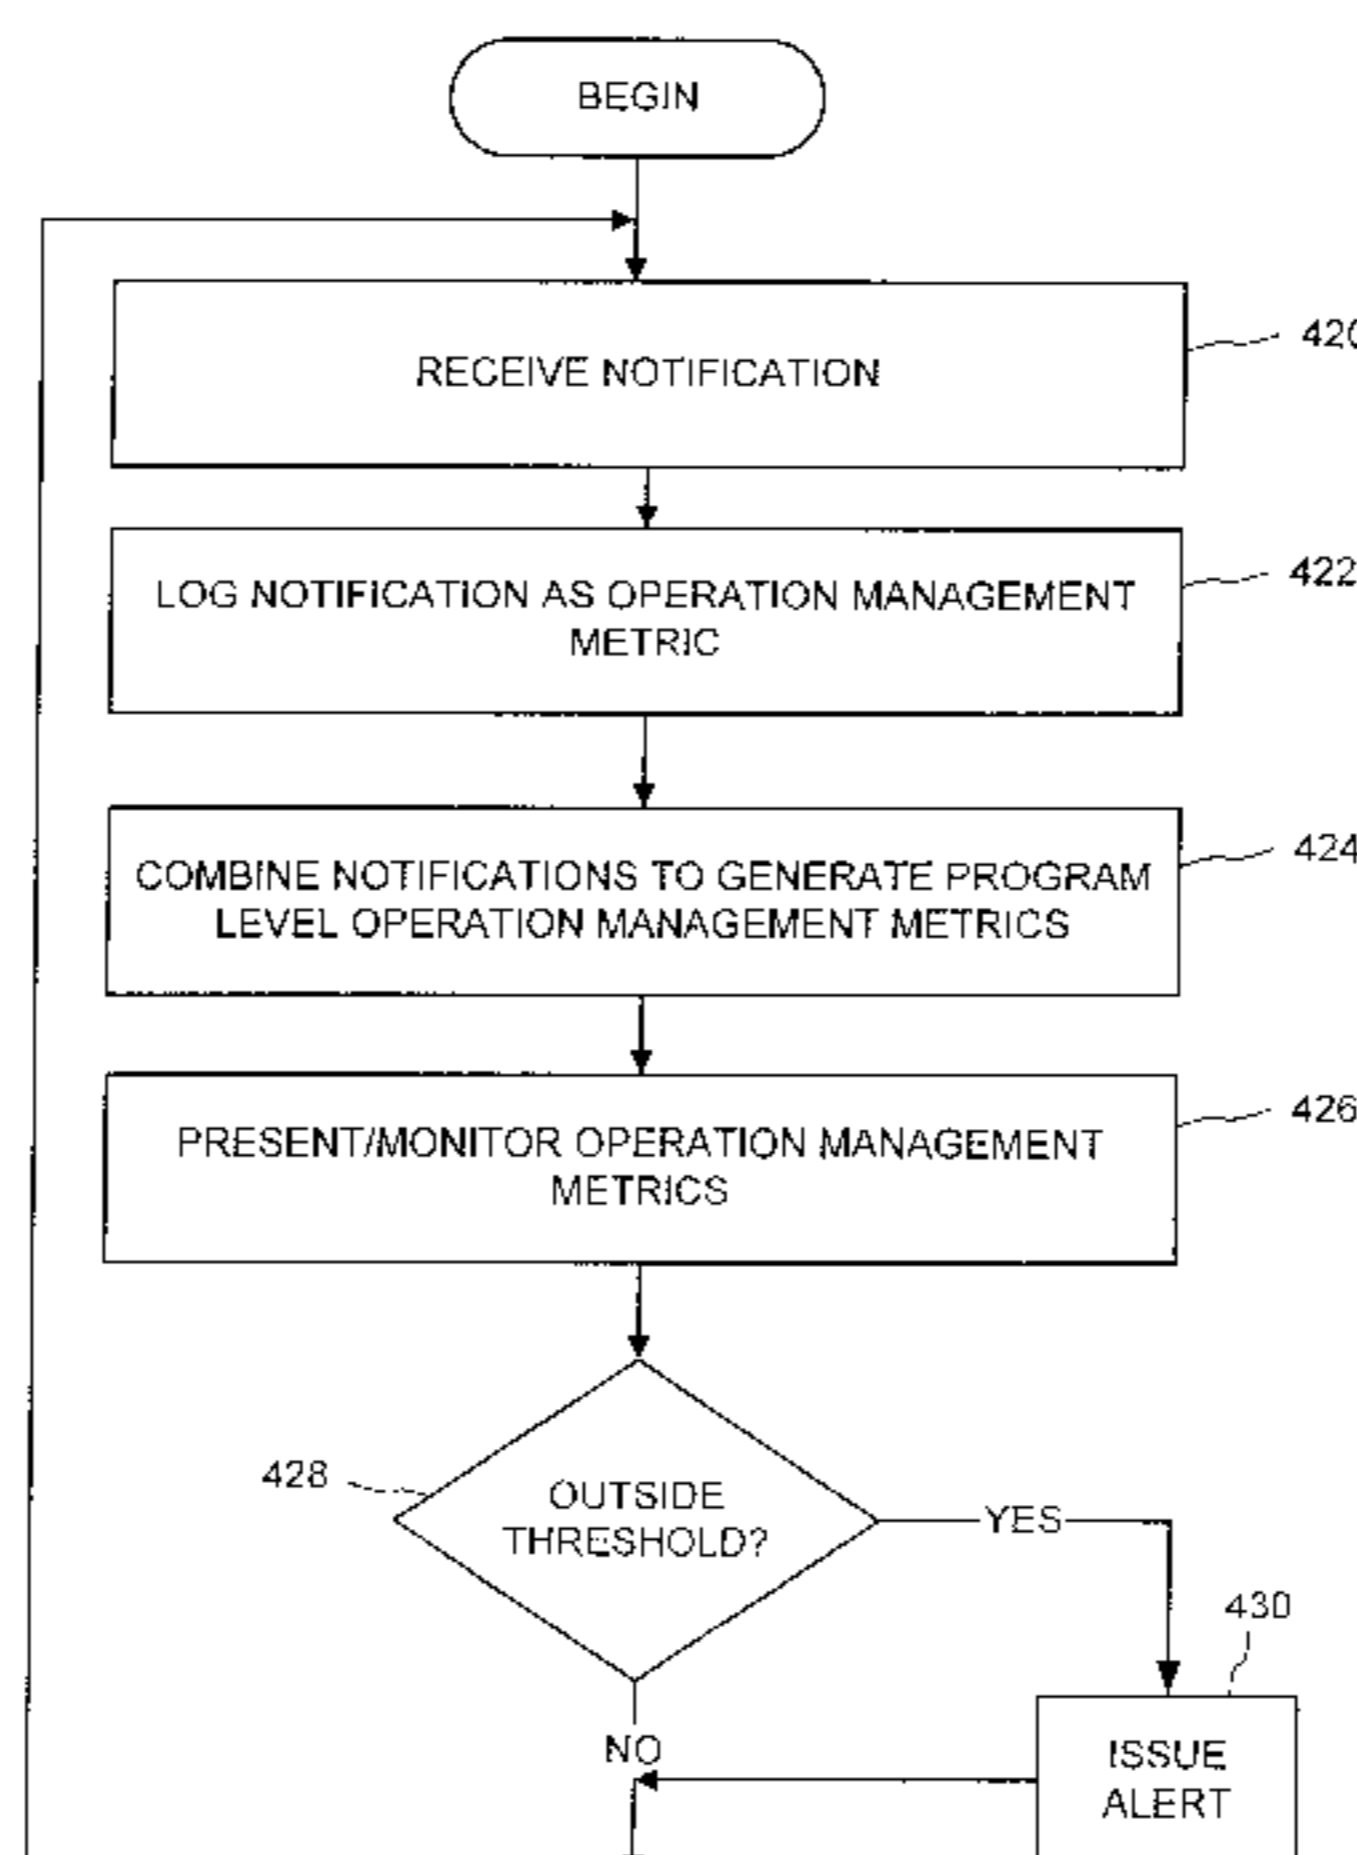 BEGIN
RECEIVE NOTIFICATION
420
LOG NOTIFICATION AS OPERATION MANAGEMENT
METRIC
422
COMBINE NOTIFICATIONS TO GENERATE PROGRAM
LEVEL OPERATION MANAGEMENT METRICS
424
PRESENT/MONITOR OPERATION MANAGEMENT
METRICS
426
428
OUTSIDE
THRESHOLD?
YES
430
NO
ISSUE
ALERT